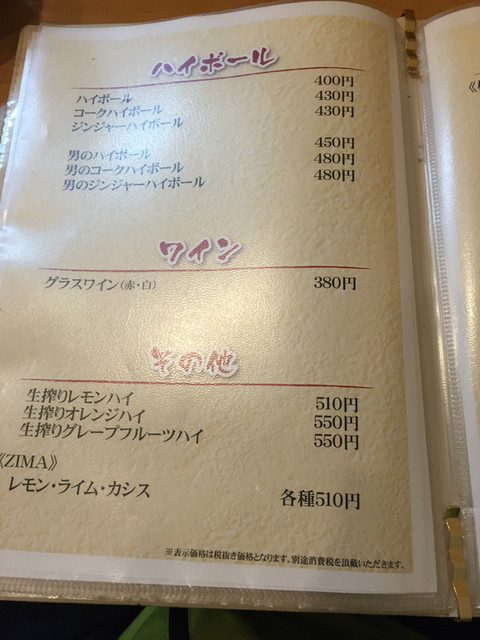 ハイボール
ハイボール 400円
コークハイボール 430円
ジンジャーハイボール 430円
男のハイボール 450円
男のコークハイボール 480円
男のジンジャーハイボール 480円
ワイン
グラスワイン(赤・白) 380円
その他
生搾りレモンハイ 510円
生搾りオレンジハイ 550円
生搾りグレープフルーツハイ 550円
《ZIMA》
レモン・ライム・カシス 各種510円
※表示価格は税抜き価格となります。別途消費税を頂戴いただきます。